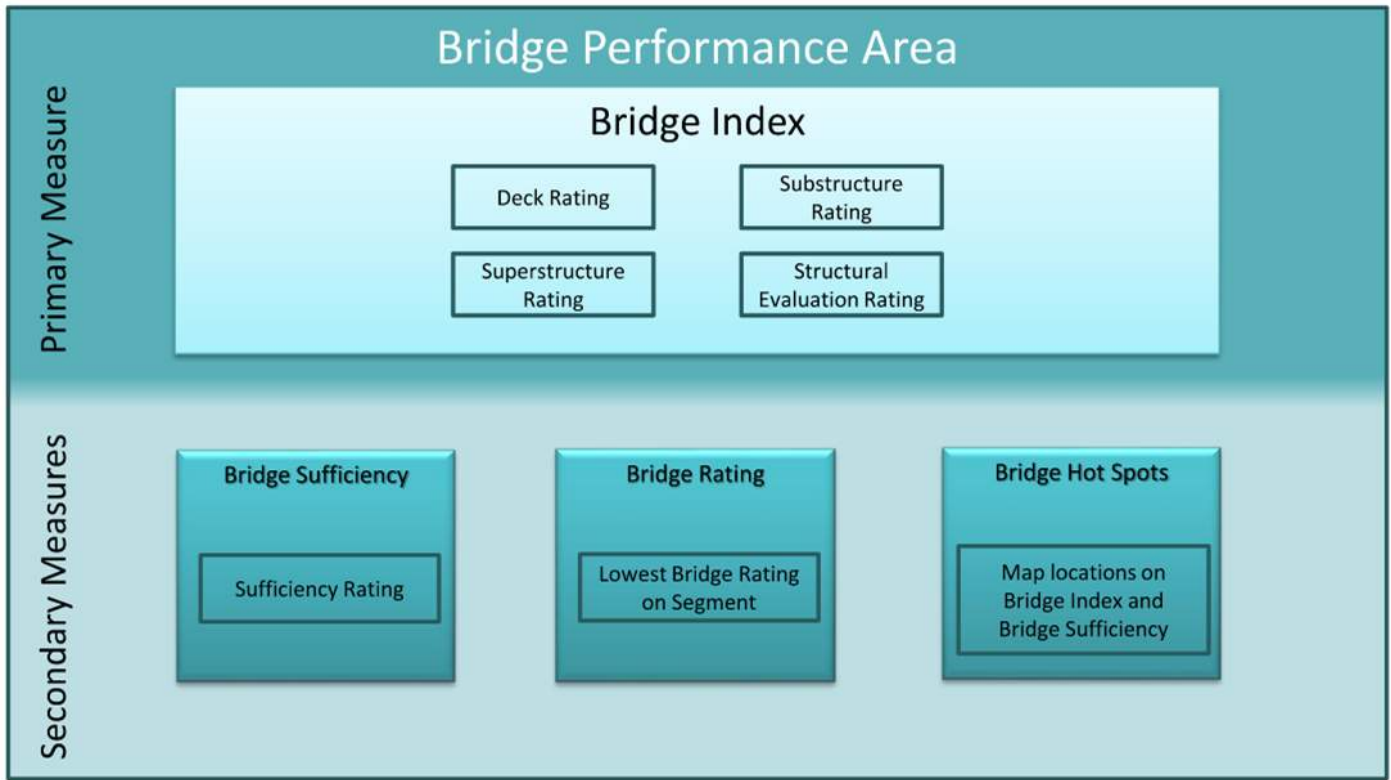 Bridge Performance Area
Primary Measure
Bridge Index
Deck Rating
Substructure
Rating
Superstructure
Rating
Structural
Evaluation Rating
Secondary Measures
Bridge Sufficiency
Sufficiency Rating
Bridge Rating
Lowest Bridge Rating
on Segment
Bridge Hot Spots
Map locations on
Bridge Index and
Bridge Sufficiency